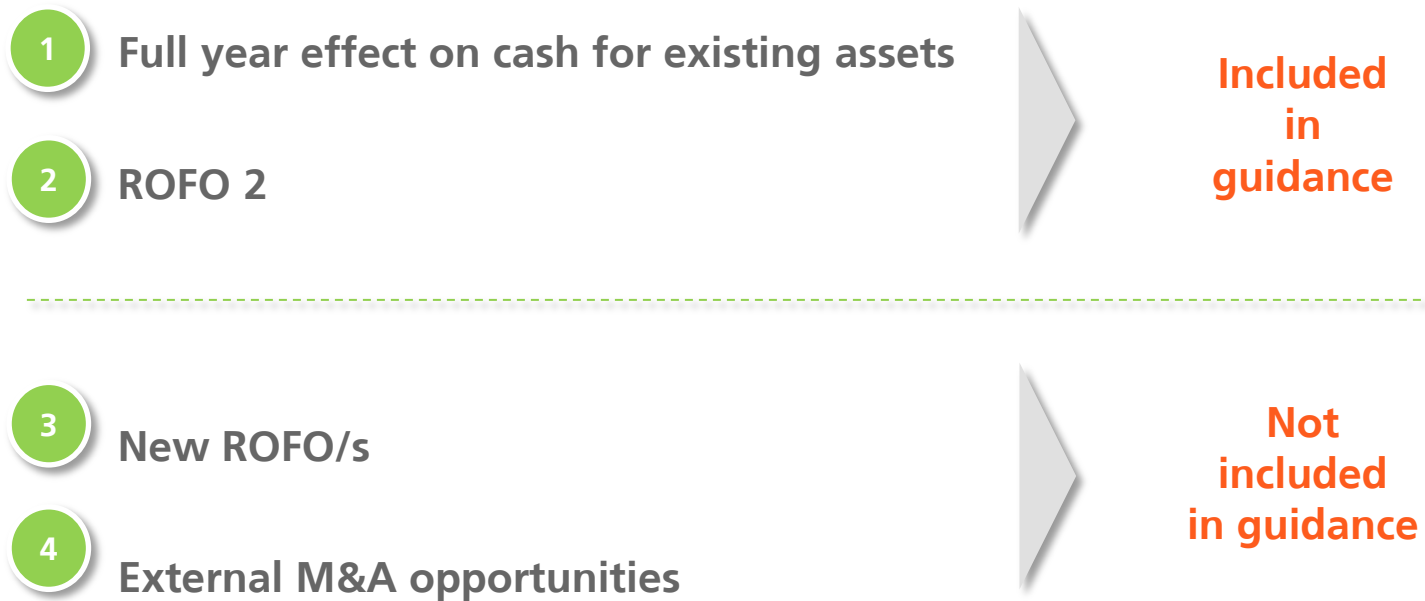 1
Full year effect on cash for existing assets
2
ROFO 2
Included
in
guidance
3
New ROFO/s
4
External M&A opportunities
Not
included
in guidance